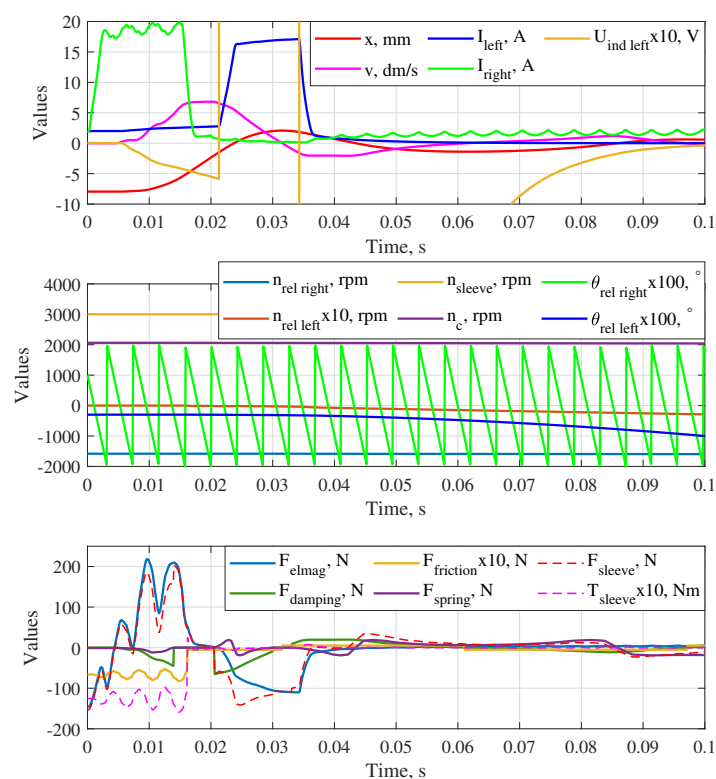 20
15
10
5
0
-5
-10
Values
x, mm
v, dm/s
I_left, A
I_right, A
U_ind left x10, V
0 0.01 0.02 0.03 0.04 0.05 0.06 0.07 0.08 0.09 0.1
Time, s
4000
3000
2000
1000
0
-1000
-2000
Values
n_rel right, rpm
n_rel left x10, rpm
n_sleeve, rpm
n_c, rpm
θ_rel right x100, °
θ_rel left x100, °
0 0.01 0.02 0.03 0.04 0.05 0.06 0.07 0.08 0.09 0.1
Time, s
200
100
0
-100
-200
Values
F_elmag, N
F_damping, N
F_friction x10, N
F_spring, N
F_sleeve, N
T_sleeve x10, Nm
0 0.01 0.02 0.03 0.04 0.05 0.06 0.07 0.08 0.09 0.1
Time, s